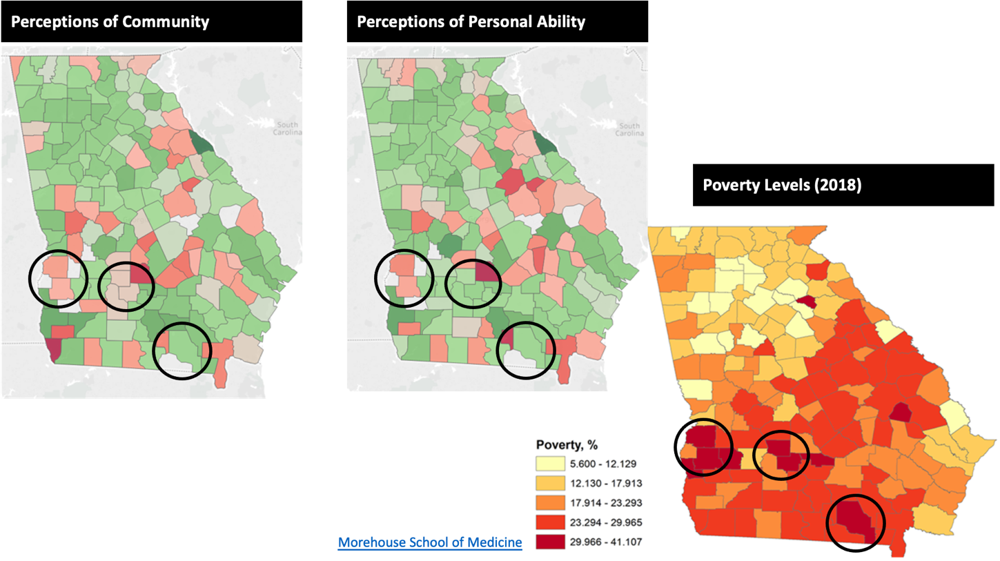 Perceptions of Community
Perceptions of Personal Ability
South
Carolina
South
Carolina
Poverty Levels (2018)
Poverty, %
5.600 - 12.129
12.130 - 17.913
17.914 - 23.293
23.294 - 29.965
29.966 - 41.107
Morehouse School of Medicine